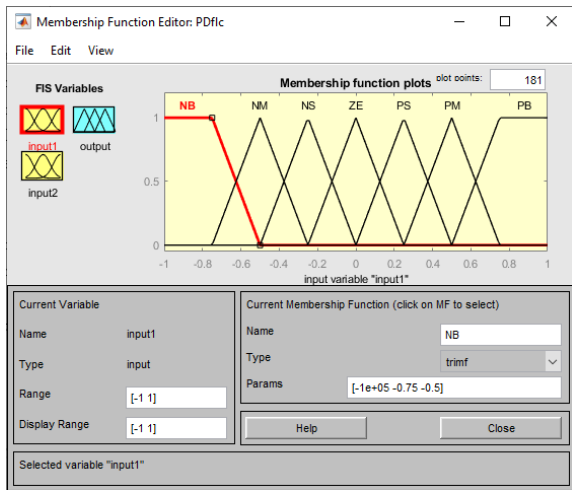 Membership Function Editor: PDflc
File Edit View
FIS Variables
input1
output
input2
Membership function plots
plot points:
181
NB NM NS ZE PS PM PB
1
0.5
0
-1 -0.8 -0.6 -0.4 -0.2 0 0.2 0.4 0.6 0.8 1
input variable "input1"
Current Variable
Name input1
Type input
Range [-1 1]
Display Range [-1 1]
Current Membership Function (click on MF to select)
Name NB
Type trimf
Params [-1e+05 -0.75 -0.5]
Help Close
Selected variable "input1"